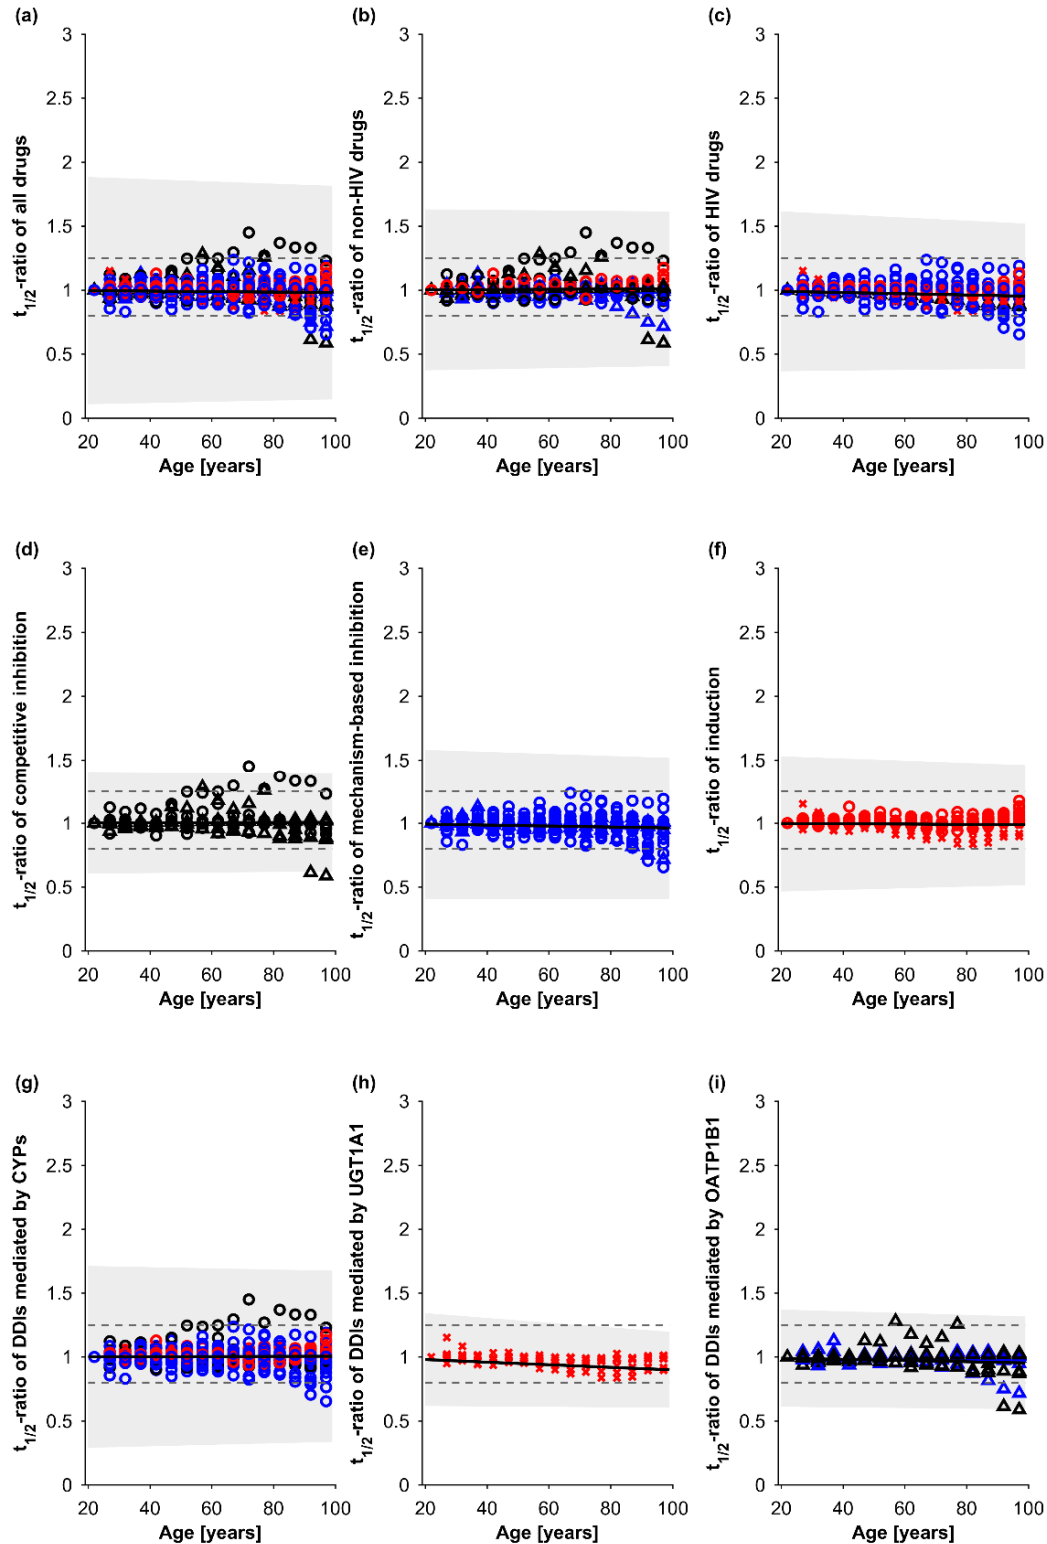 (a)
(b)
(c)
t1/2-ratio of all drugs
3
2.5
2
1.5
1
0.5
0
20 40 60 80 100
Age [years]
t1/2-ratio of non-HIV drugs
3
2.5
2
1.5
1
0.5
0
20 40 60 80 100
Age [years]
t1/2-ratio of HIV drugs
3
2.5
2
1.5
1
0.5
0
20 40 60 80 100
Age [years]
(d)
(e)
(f)
t1/2-ratio of competitive inhibition
3
2.5
2
1.5
1
0.5
0
20 40 60 80 100
Age [years]
t1/2-ratio of mechanism-based inhibition
3
2.5
2
1.5
1
0.5
0
20 40 60 80 100
Age [years]
t1/2-ratio of induction
3
2.5
2
1.5
1
0.5
0
20 40 60 80 100
Age [years]
(g)
(h)
(i)
t1/2-ratio of DDIs mediated by CYPs
3
2.5
2
1.5
1
0.5
0
20 40 60 80 100
Age [years]
t1/2-ratio of DDIs mediated by UGT1A1
3
2.5
2
1.5
1
0.5
0
20 40 60 80 100
Age [years]
t1/2-ratio of DDIs mediated by OATP1B1
3
2.5
2
1.5
1
0.5
0
20 40 60 80 100
Age [years]